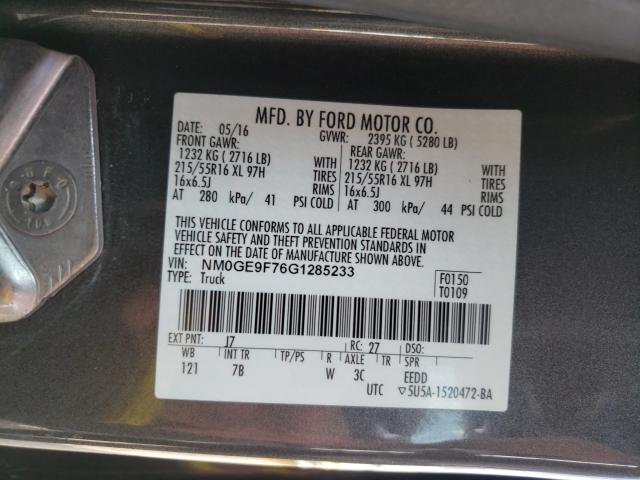 MFD. BY FORD MOTOR CO.
DATE: 05/16 GVWR: 2395 KG ( 5280 LB)
FRONT GAWR: REAR GAWR:
1232 KG ( 2716 LB) WITH 1232 KG ( 2716 LB) WITH
215/55R16 XL 97H TIRES 215/55R16 XL 97H TIRES
16x6.5J RIMS 16x6.5J RIMS
AT 280 kPa/ 41 PSI COLD AT 300 kPa/ 44 PSI COLD
THIS VEHICLE CONFORMS TO ALL APPLICABLE FEDERAL MOTOR
VEHICLE SAFETY AND THEFT PREVENTION STANDARDS IN
EFFECT ON THE DATE OF MANUFACTURE SHOWN ABOVE.
VIN: NM0GE9F76G1285233 F0150
TYPE: Truck T0109
EXT PNT: J7 RC: 27 DSO:
WB INT TR TP/PS R AXLE TR SPR
121 7B W 3C EEDD
UTC ▽5U5A-1520472-BA